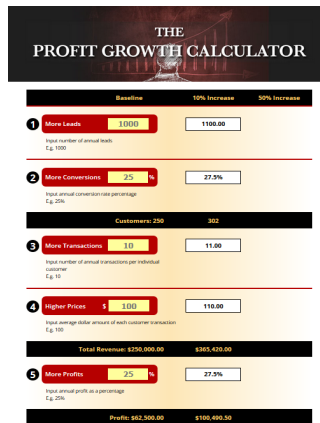 THE
PROFIT GROWTH CALCULATOR
Baseline 10% Increase 50% Increase
1 More Leads 1000 1100.00
Input number of annual leads
E.g. 1000
2 More Conversions 25 % 27.5%
Input annual conversion rate percentage
E.g. 25%
Customers: 250 302
3 More Transactions 10 11.00
Input number of annual transactions per individual
customer
E.g. 10
4 Higher Prices $ 100 110.00
Input average dollar amount of each customer transaction
E.g. 100
Total Revenue: $250,000.00 $365,420.00
5 More Profits 25 % 27.5%
Input annual profit as a percentage
E.g. 25%
Profit: $62,500.00 $100,490.50